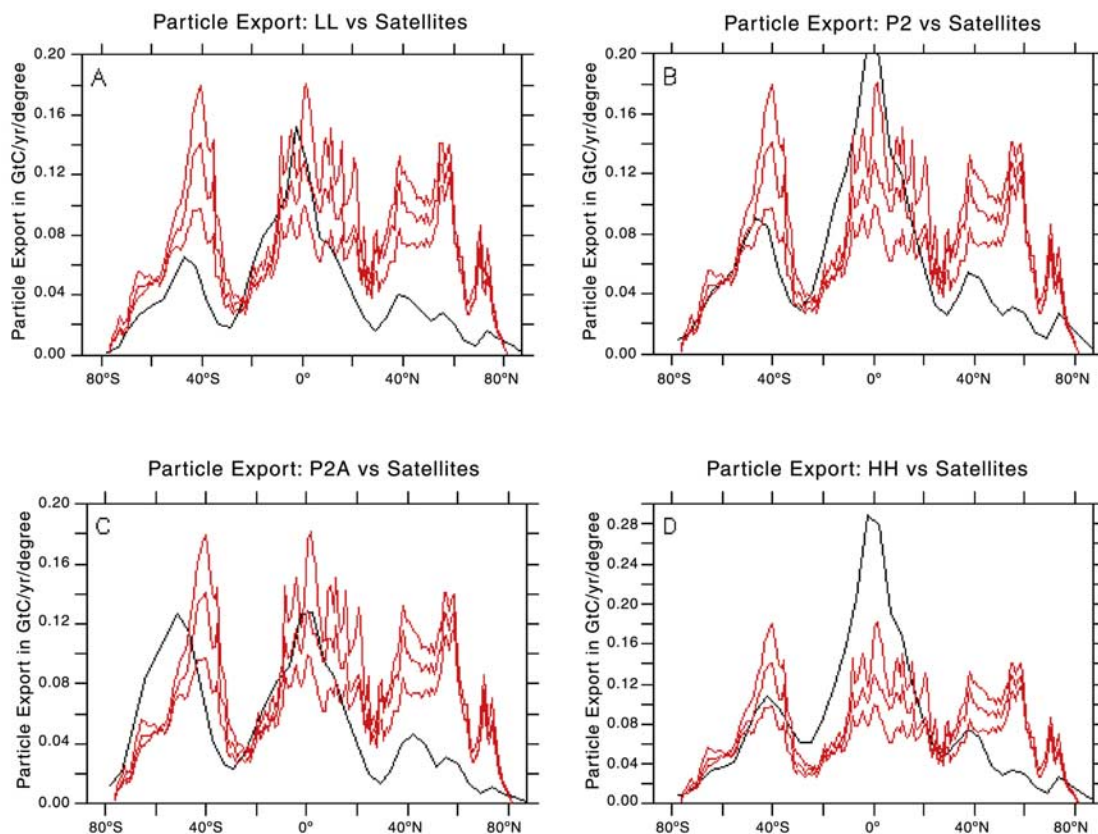 Particle Export: LL vs Satellites
A
Particle Export in GtC/yr/degree
0.20
0.16
0.12
0.08
0.04
0.00
80°S 40°S 0° 40°N 80°N
Particle Export: P2 vs Satellites
B
Particle Export in GtC/yr/degree
0.20
0.16
0.12
0.08
0.04
0.00
80°S 40°S 0° 40°N 80°N
Particle Export: P2A vs Satellites
C
Particle Export in GtC/yr/degree
0.20
0.16
0.12
0.08
0.04
0.00
80°S 40°S 0° 40°N 80°N
Particle Export: HH vs Satellites
D
Particle Export in GtC/yr/degree
0.28
0.24
0.20
0.16
0.12
0.08
0.04
0.00
80°S 40°S 0° 40°N 80°N